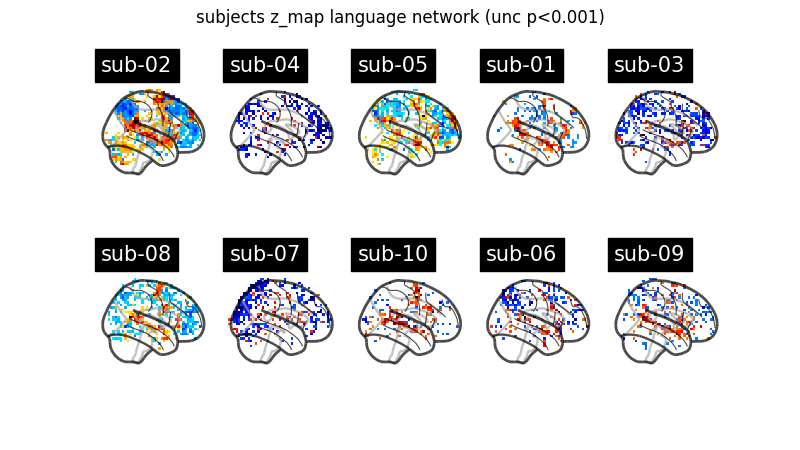 subjects z_map language network (unc p<0.001)
sub-02 sub-04 sub-05 sub-01 sub-03
sub-08 sub-07 sub-10 sub-06 sub-09